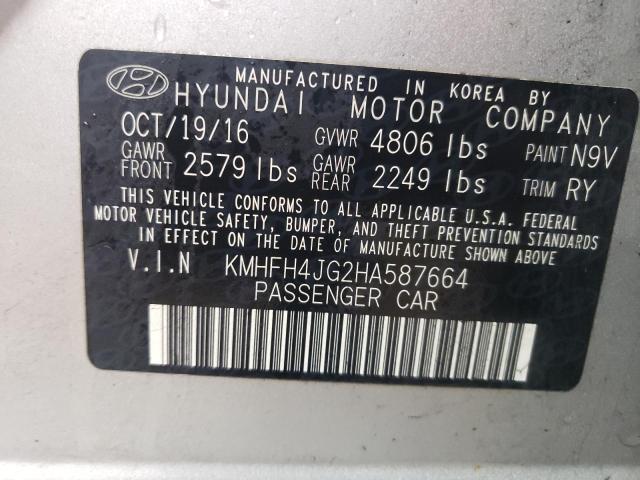 MANUFACTURED IN KOREA BY
HYUNDAI MOTOR COMPANY
OCT/19/16 GVWR 4806 lbs PAINT N9V
GAWR FRONT 2579 lbs GAWR REAR 2249 lbs TRIM RY
THIS VEHICLE CONFORMS TO ALL APPLICABLE U.S.A. FEDERAL
MOTOR VEHICLE SAFETY, BUMPER, AND THEFT PREVENTION STANDARDS
IN EFFECT ON THE DATE OF MANUFACTURE SHOWN ABOVE.
V.I.N KMHFH4JG2HA587664
PASSENGER CAR